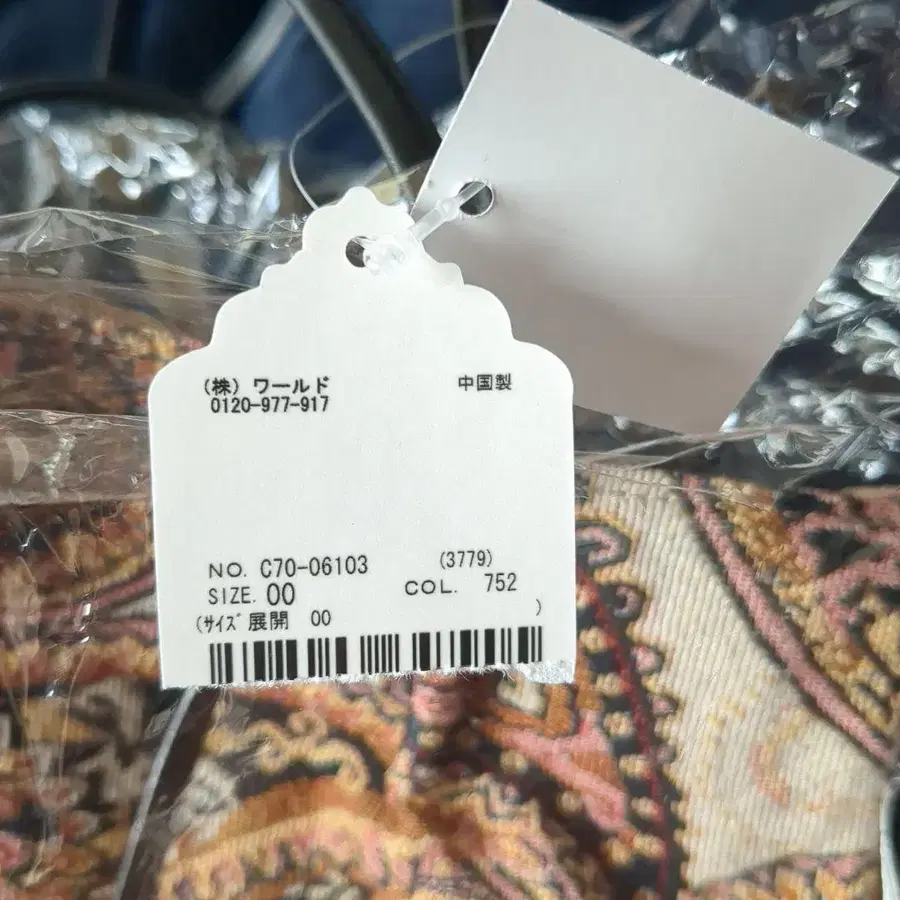 (株) ワールド 中国製
0120-977-917
NO. C70-06103 (3779)
SIZE. 00 COL. 752
(サイズ展開 00 )